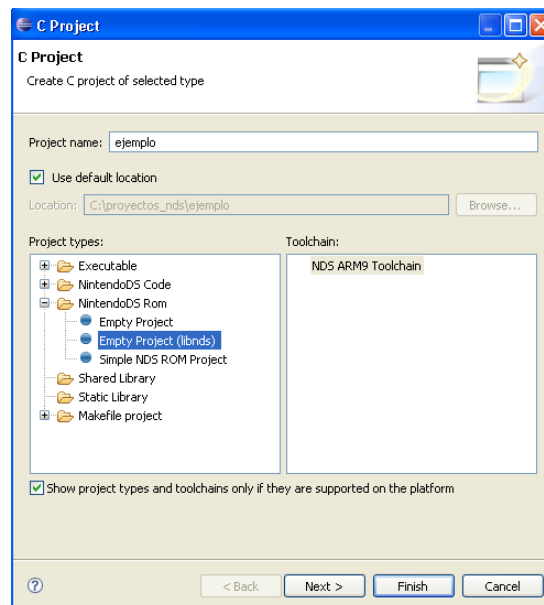 C Project
C Project
Create C project of selected type
Project name: ejemplo
Use default location
Location: C:\proyectos_nds\ejemplo Browse...
Project types: Toolchain:
Executable NDS ARM9 Toolchain
NintendoDS Code
NintendoDS Rom
Empty Project
Empty Project (libnds)
Simple NDS ROM Project
Shared Library
Static Library
Makefile project
Show project types and toolchains only if they are supported on the platform
? < Back Next > Finish Cancel